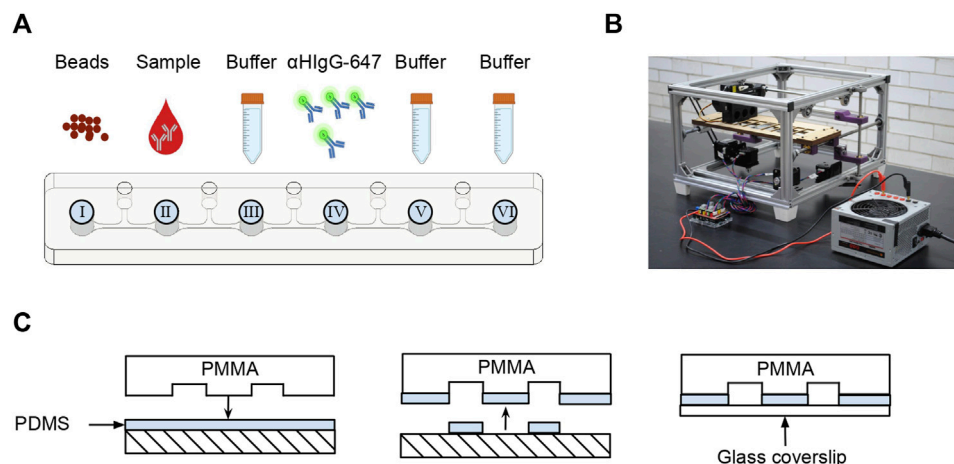 A
Beads Sample Buffer αHIgG-647 Buffer Buffer
I II III IV V VI
B
C
PMMA PMMA PMMA
PDMS
Glass coverslip